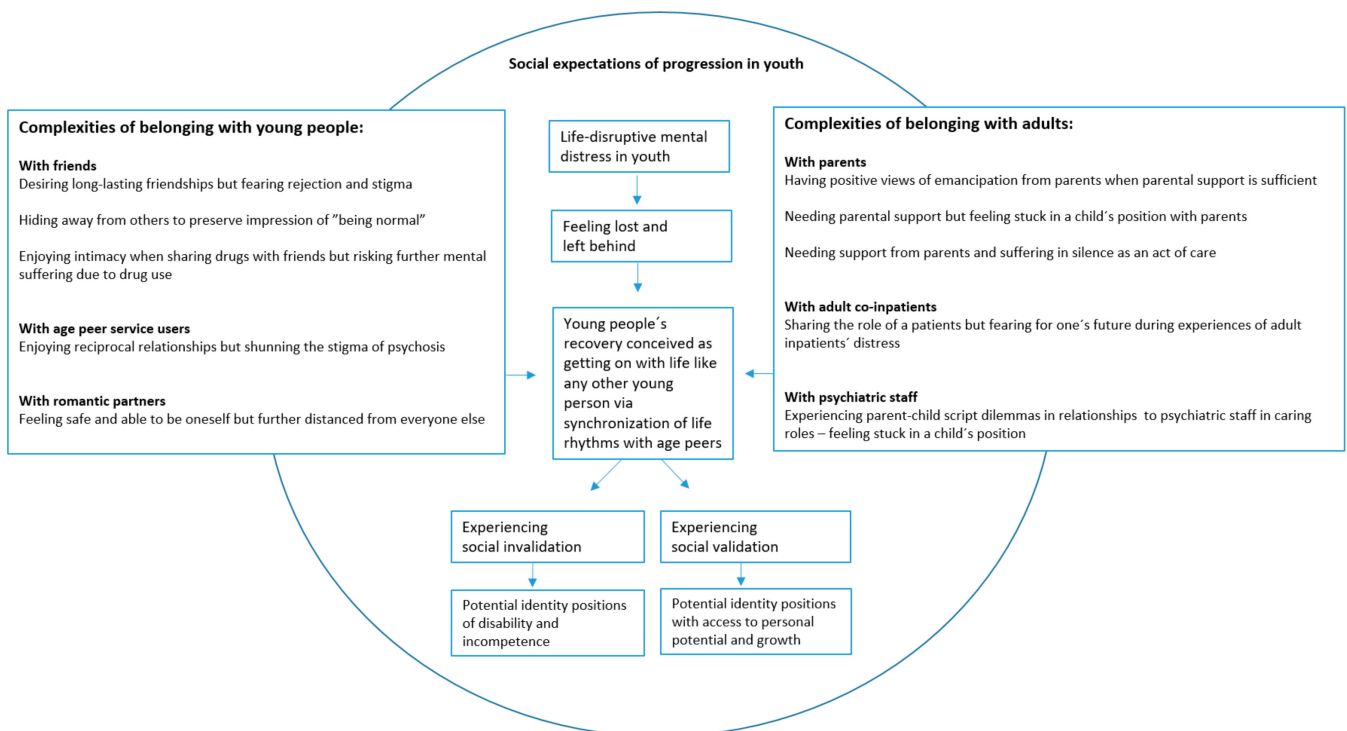 Social expectations of progression in youth
Complexities of belonging with young people:
With friends
Desiring long-lasting friendships but fearing rejection and stigma
Hiding away from others to preserve impression of ”being normal”
Enjoying intimacy when sharing drugs with friends but risking further mental
suffering due to drug use
With age peer service users
Enjoying reciprocal relationships but shunning the stigma of psychosis
With romantic partners
Feeling safe and able to be oneself but further distanced from everyone else
Life-disruptive mental
distress in youth
Feeling lost and
left behind
Young people´s
recovery conceived as
getting on with life like
any other young
person via
synchronization of life
rhythms with age peers
Experiencing
social invalidation
Experiencing
social validation
Potential identity positions
of disability and
incompetence
Potential identity positions
with access to personal
potential and growth
Complexities of belonging with adults:
With parents
Having positive views of emancipation from parents when parental support is sufficient
Needing parental support but feeling stuck in a child´s position with parents
Needing support from parents and suffering in silence as an act of care
With adult co-inpatients
Sharing the role of a patients but fearing for one´s future during experiences of adult
inpatients´ distress
With psychiatric staff
Experiencing parent-child script dilemmas in relationships  to psychiatric staff in caring
roles – feeling stuck in a child´s position